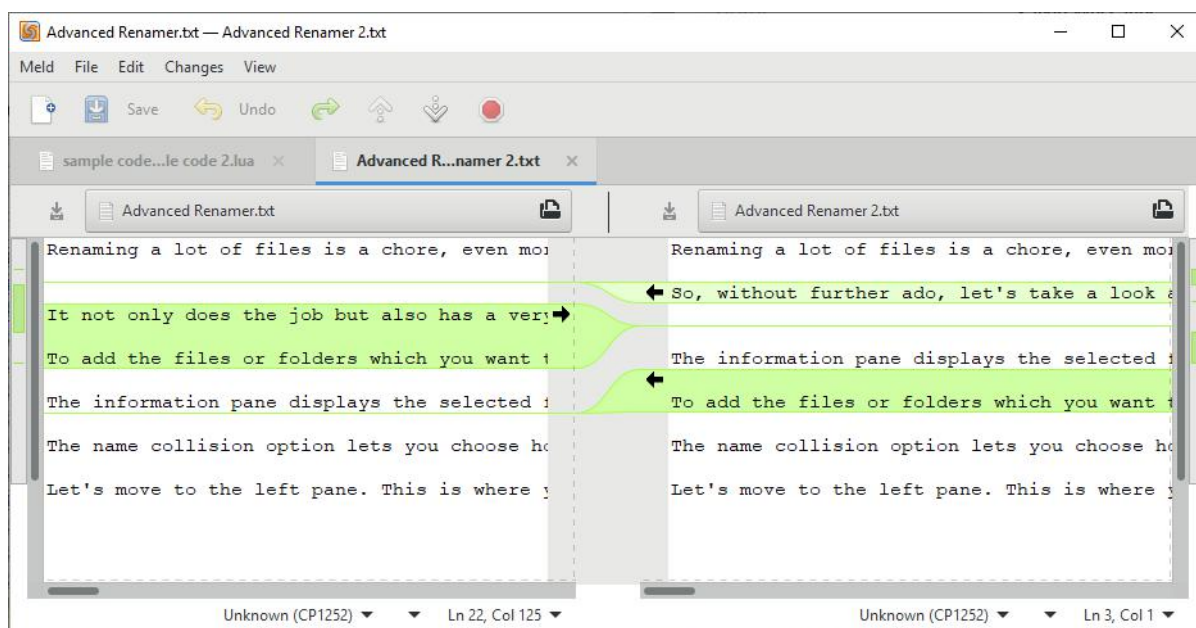 Advanced Renamer.txt — Advanced Renamer 2.txt
Meld File Edit Changes View
Save Undo
sample code...le code 2.lua Advanced R...namer 2.txt
Advanced Renamer.txt Advanced Renamer 2.txt
Renaming a lot of files is a chore, even Renaming a lot of files is a chore, even
So, without further ado, let's take a look
It not only does the job but also has a very
To add the files or folders which you want The information pane displays the selected
The information pane displays the selected To add the files or folders which you want
The name collision option lets you choose The name collision option lets you choose
Let's move to the left pane. This is where Let's move to the left pane. This is where
Unknown (CP1252) Ln 22, Col 125 Unknown (CP1252) Ln 3, Col 1